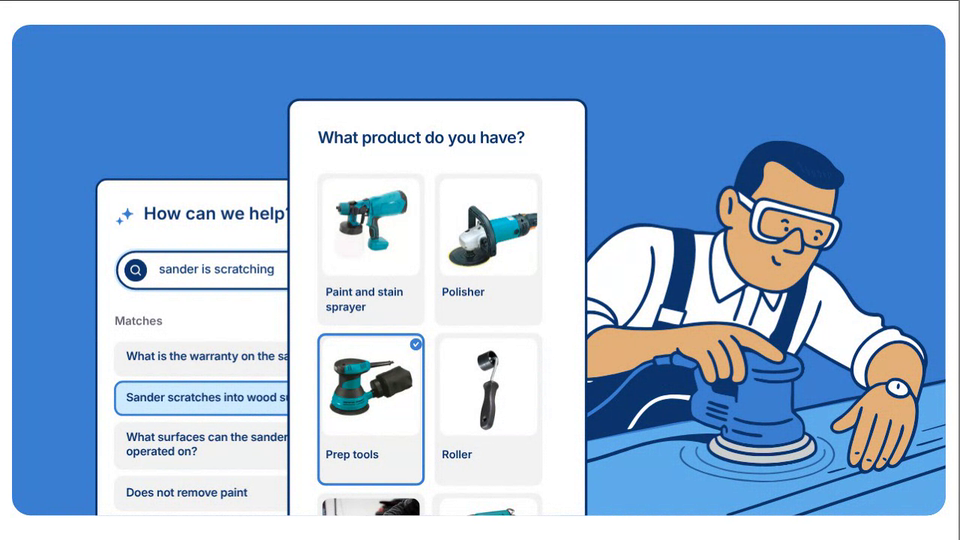 What product do you have?
How can we help?
sander is scratching
Matches
What is the warranty on the
Sander scratches into wood
What surfaces can the sander
operated on?
Does not remove paint
Paint and stain
sprayer
Polisher
Prep tools
Roller